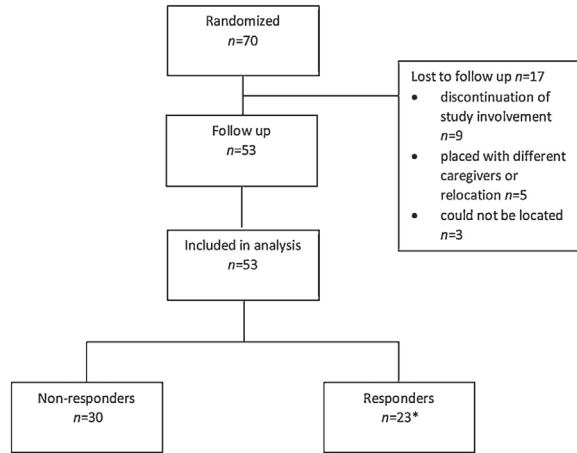 Randomized
n=70
Lost to follow up n=17
• discontinuation of
study involvement
n=9
• placed with different
caregivers or
relocation n=5
• could not be located
n=3
Follow up
n=53
Included in analysis
n=53
Non-responders
n=30
Responders
n=23*